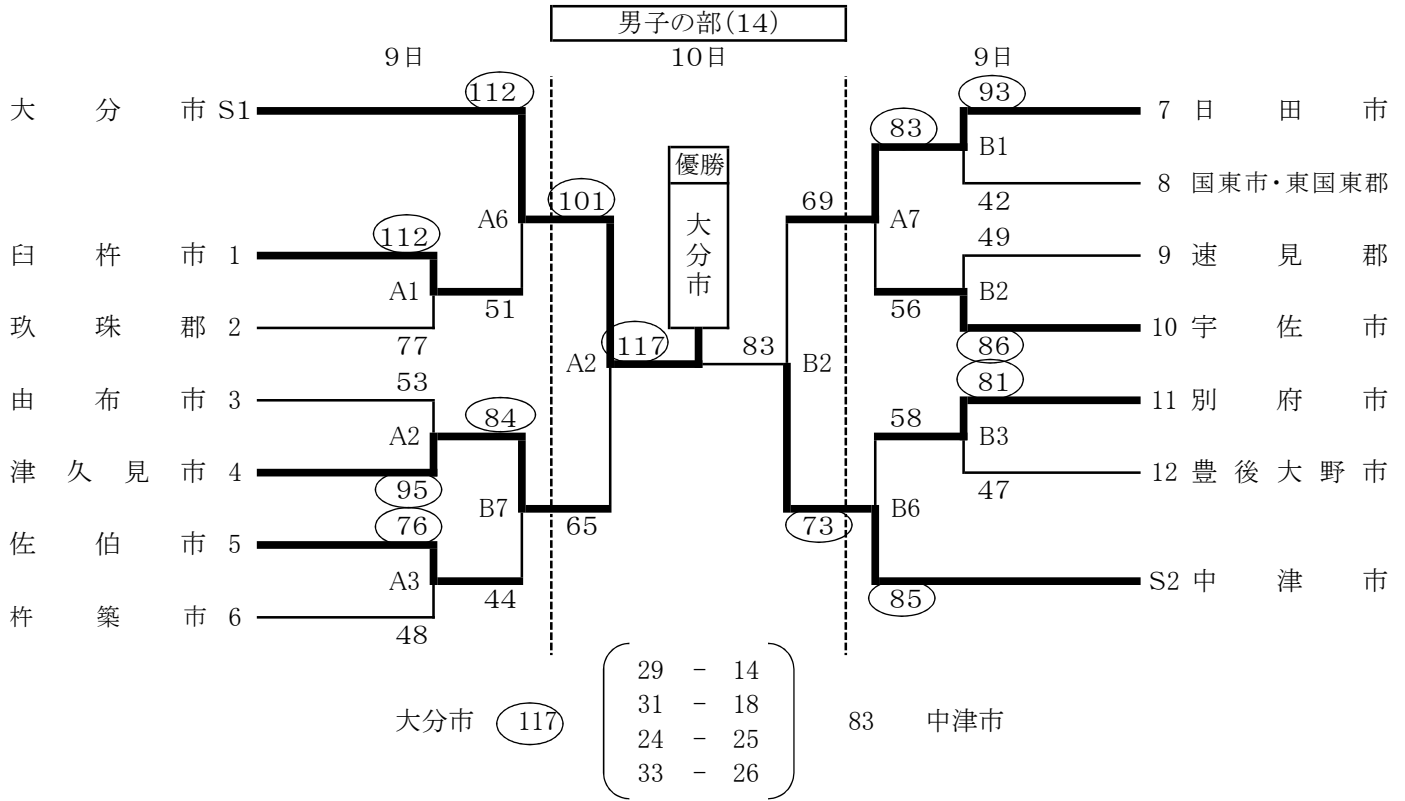 男子の部(14)
9日 10日 9日
112 93
大分市 S1 7 日田市
83
優勝 B1
101 69 8 国東市・東国東郡
大分市 42
A6 A7
112 49
臼杵市 1 9 速見郡
A1 51 56 B2
玖珠郡 2 10 宇佐市
77 117 83 86
A2 B2
53 81
由布市 3 11 別府市
84 58
A2 B3
津久見市 4 12 豊後大野市
95 47
76 B7 65 73 B6
佐伯市 5
A3 44 S2 中津市
85
杵築市 6
48
29 - 14
31 - 18
大分市 117 83 中津市
24 - 25
33 - 26